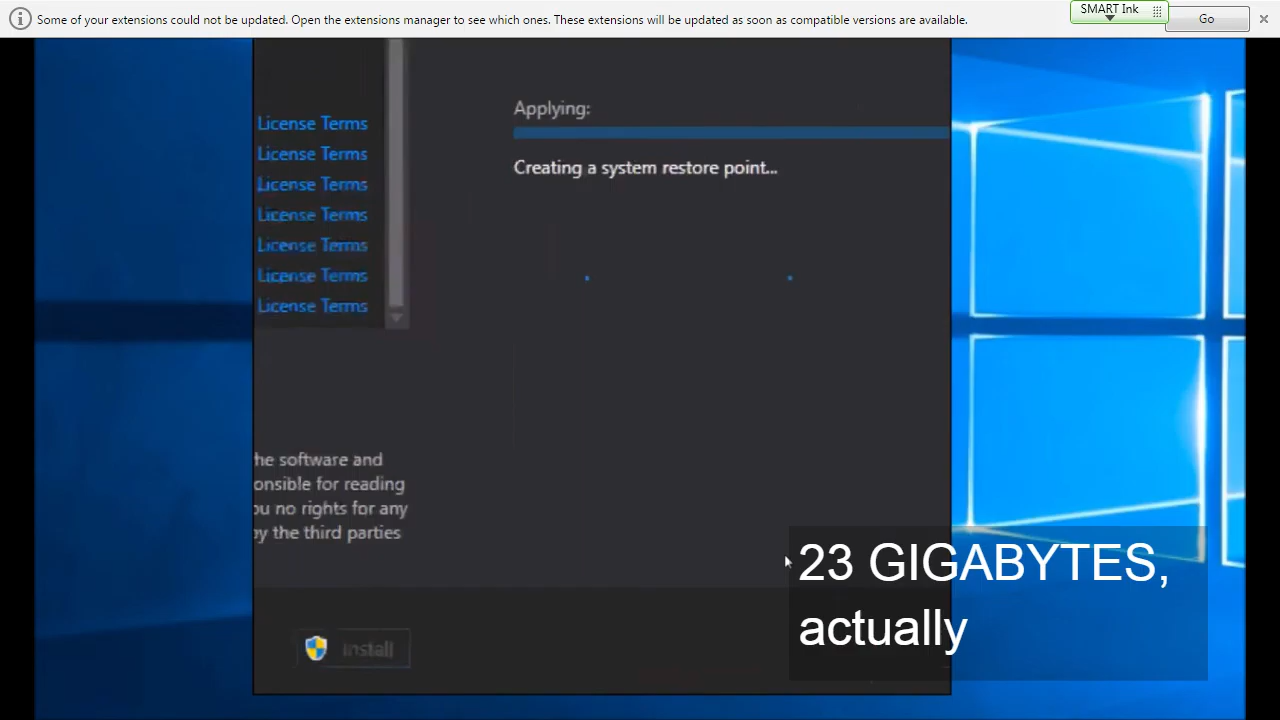 Some of your extensions could not be updated. Open the extensions manager to see which ones. These extensions will be updated as soon as compatible versions are available.
SMART Ink
Go
Applying:
Creating a system restore point...
License Terms
License Terms
License Terms
License Terms
License Terms
License Terms
License Terms
he software and
onsible for reading
ou no rights for any
by the third parties
Install
23 GIGABYTES,
actually